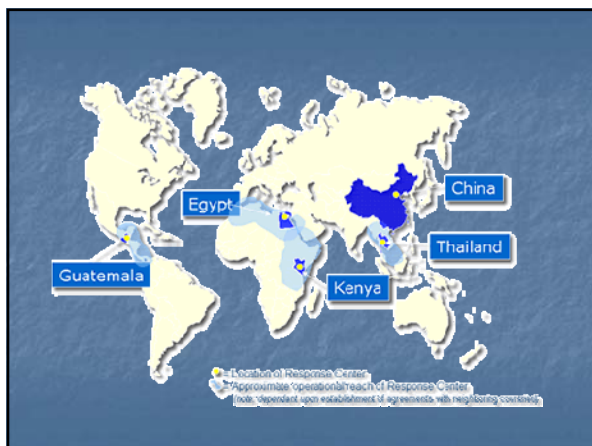 China
Egypt
Thailand
Guatemala
Kenya
= Location of Response Center
= Approximate operational reach of Response Center
(note: dependant upon establishment of agreements with neighboring countries)